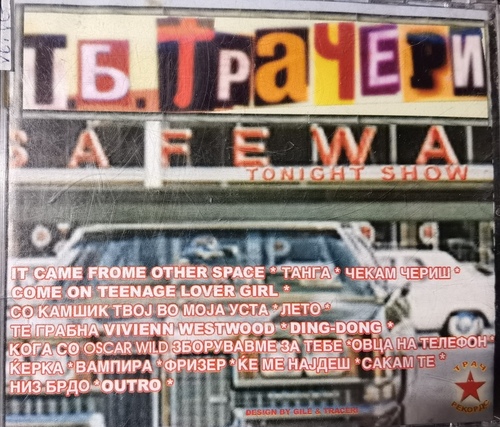 Т.Б. ТРАЧЕРИ
SAFEWA
TONIGHT SHOW
IT CAME FROME OTHER SPACE * ТАНГА * ЧЕКАМ ЧЕРИШ *
COME ON TEENAGE LOVER GIRL *
СО КАМШИК ТВОЈ ВО МОЈА УСТА * ЛЕТО *
ТЕ ГРАБНА VIVIENN WESTWOOD * DING-DONG *
КОГА СО OSCAR WILD ЗБОРУВАВМЕ ЗА ТЕБЕ * ОВЦА НА ТЕЛЕФОН *
ЌЕРКА * ВАМПИРА * ФРИЗЕР * ЌЕ МЕ НАЈДЕШ * САКАМ ТЕ *
НИЗ БРДО * OUTRO *
ТРАЧ
РЕКОРДС
DESIGN BY GILE & TRACERI